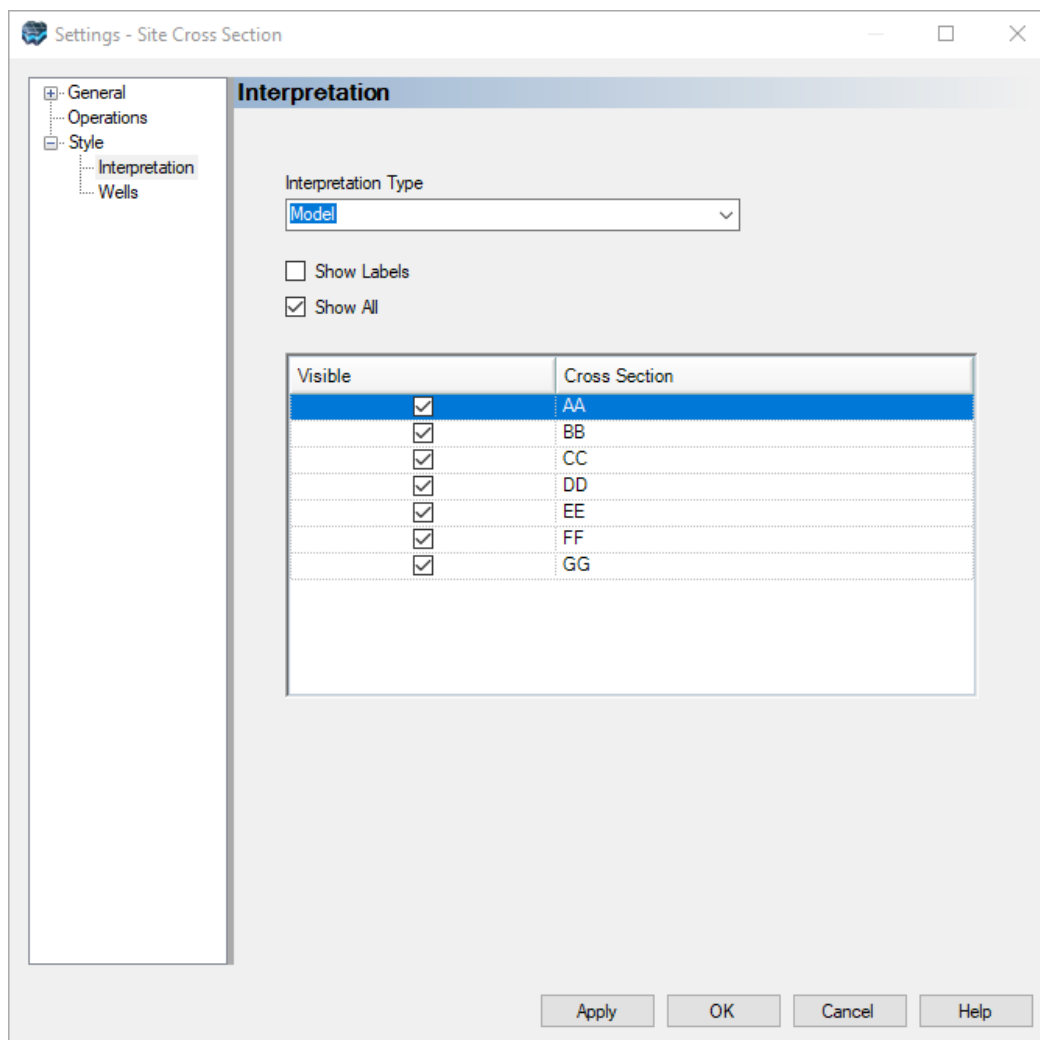 Settings - Site Cross Section
General
Operations
Style
Interpretation
Wells
Interpretation
Interpretation Type
Model
Show Labels
Show All
Visible Cross Section
AA
BB
CC
DD
EE
FF
GG
Apply OK Cancel Help